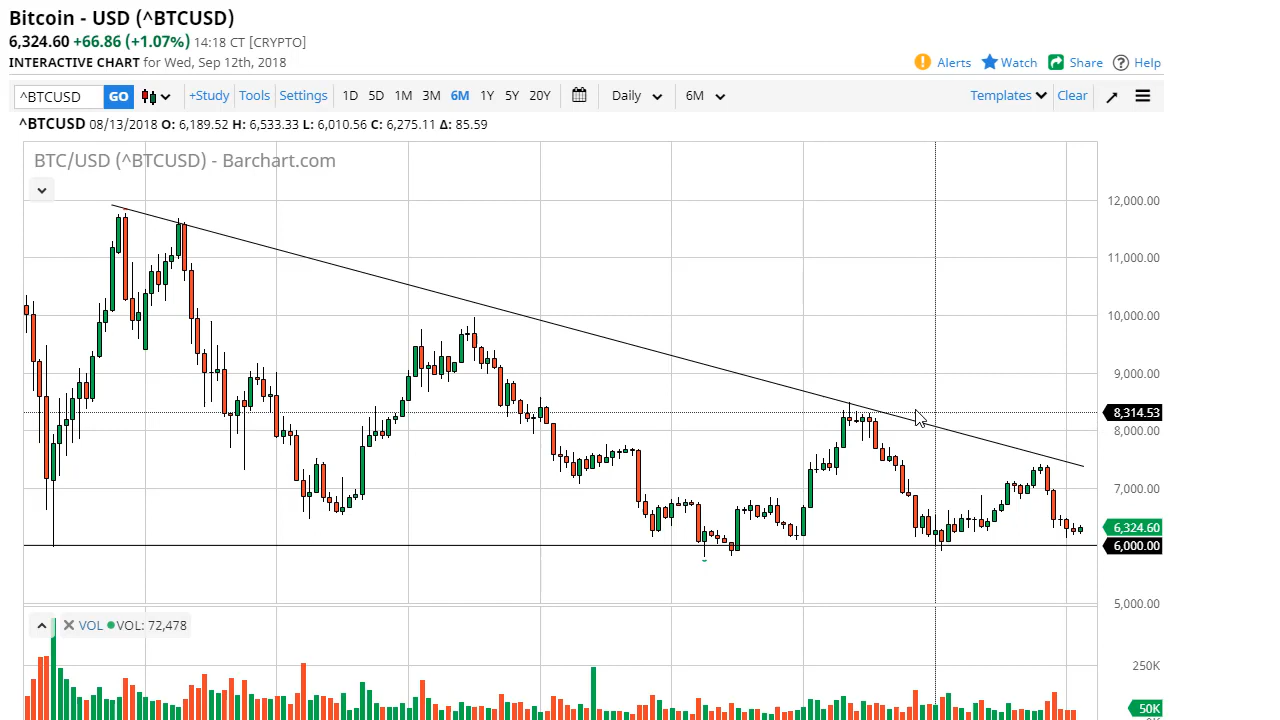 Bitcoin - USD (^BTCUSD)
6,324.60 +66.86 (+1.07%) 14:18 CT [CRYPTO]
INTERACTIVE CHART for Wed, Sep 12th, 2018
Alerts Watch Share ? Help
^BTCUSD GO +Study Tools Settings 1D 5D 1M 3M 6M 1Y 5Y 20Y Daily 6M Templates Clear
^BTCUSD 08/13/2018 O: 6,189.52 H: 6,533.33 L: 6,010.56 C: 6,275.11 Δ: 85.59
BTC/USD (^BTCUSD) - Barchart.com
12,000.00
11,000.00
10,000.00
9,000.00
8,314.53
8,000.00
7,000.00
6,324.60
6,000.00
5,000.00
VOL VOL: 72,478
250K
50K